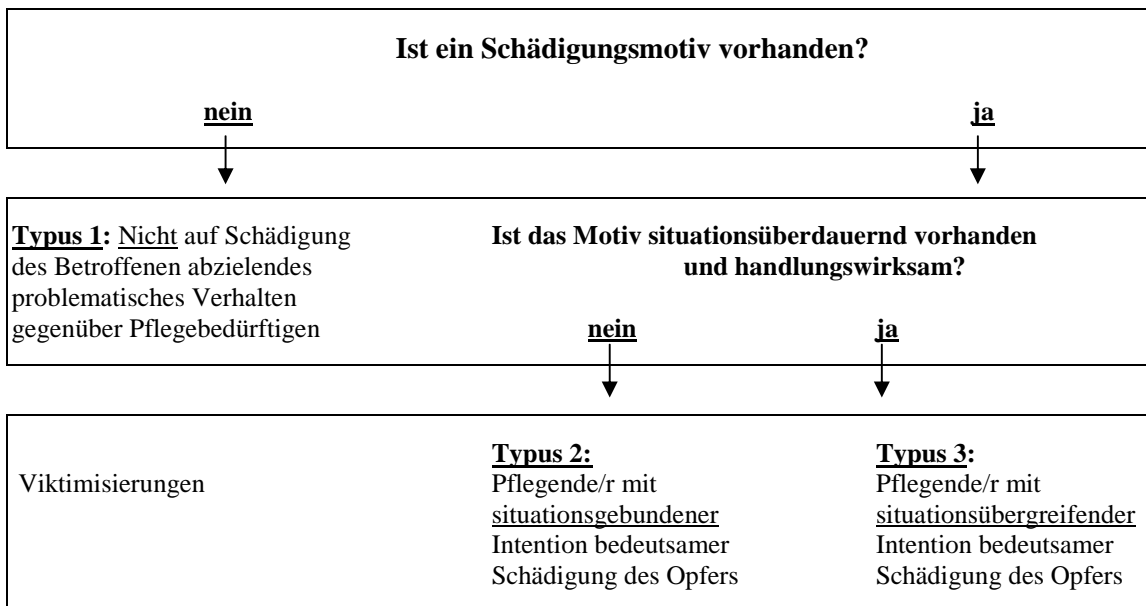 Ist ein Schädigungsmotiv vorhanden?
nein
ja
Typus 1: Nicht auf Schädigung
des Betroffenen abzielendes
problematisches Verhalten
gegenüber Pflegebedürftigen
Ist das Motiv situationsüberdauernd vorhanden
und handlungswirksam?
nein
ja
Viktimisierungen
Typus 2:
Pflegende/r mit
situationsgebundener
Intention bedeutsamer
Schädigung des Opfers
Typus 3:
Pflegende/r mit
situationsübergreifender
Intention bedeutsamer
Schädigung des Opfers